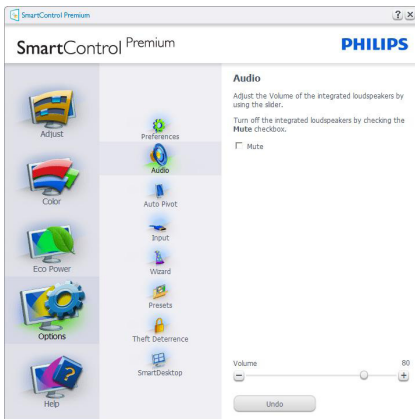 SmartControl Premium
SmartControl Premium
PHILIPS
Adjust
Color
Eco Power
Options
Help
Preferences
Audio
Auto Pivot
Input
Wizard
Presets
Theft Deterrence
SmartDesktop
Audio
Adjust the Volume of the integrated loudspeakers by
using the slider.
Turn off the integrated loudspeakers by checking the
Mute checkbox.
Mute
Volume 80
Undo